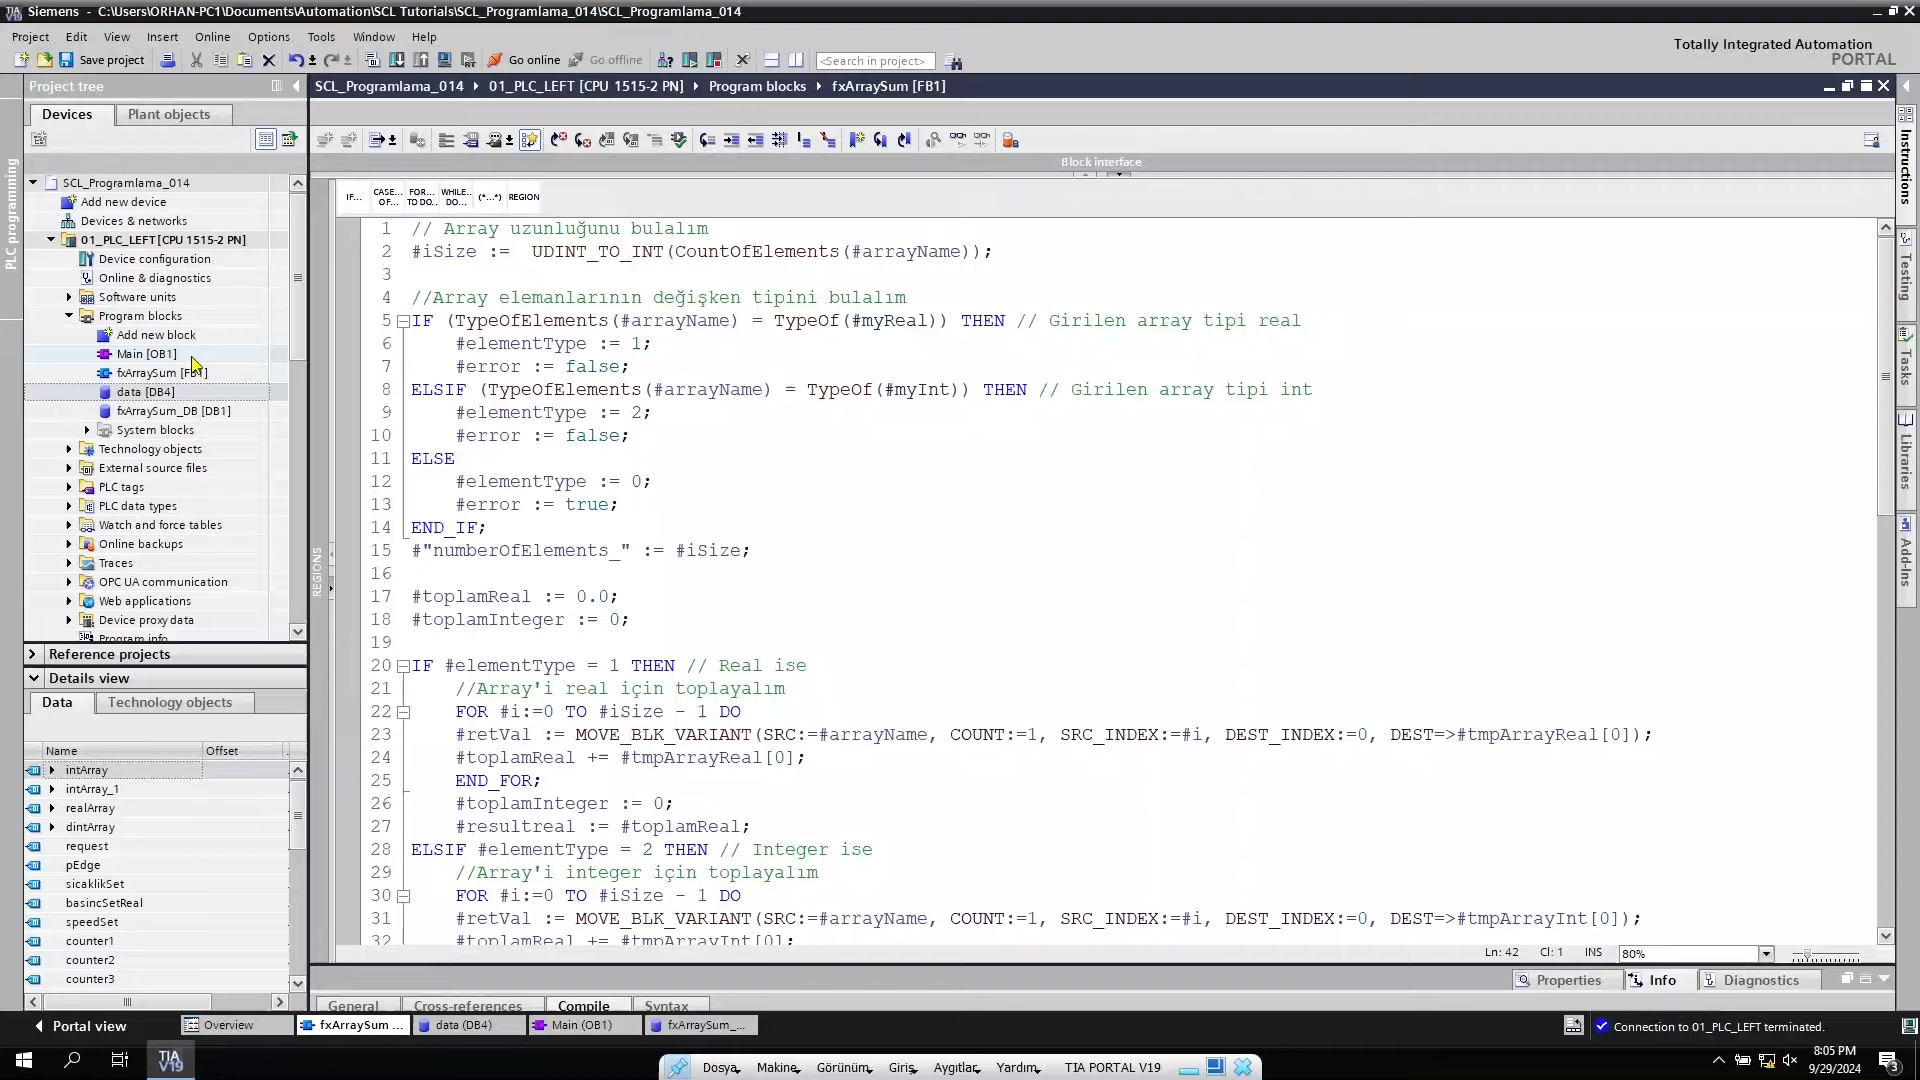 Siemens - C:\Users\ORHAN-PC1\Documents\Automation\SCL Tutorials\SCL_Programlama_014\SCL_Programlama_014
Project Edit View Insert Online Options Tools Window Help
Totally Integrated Automation
PORTAL
Save project
Go online
Go offline
<Search in project>
Project tree
SCL_Programlama_014 01_PLC_LEFT [CPU 1515-2 PN] Program blocks fxArraySum [FB1]
Devices
Plant objects
Block interface
PLC programming
SCL_Programlama_014
Add new device
Devices & networks
01_PLC_LEFT [CPU 1515-2 PN]
Device configuration
Online & diagnostics
Software units
Program blocks
Add new block
Main [OB1]
fxArraySum [FB1]
data [DB4]
fxArraySum_DB [DB1]
System blocks
Technology objects
External source files
PLC tags
PLC data types
Watch and force tables
Online backups
Traces
OPC UA communication
Web applications
Device proxy data
Program info
Reference projects
Details view
Data
Technology objects
Name Offset
intArray
intArray_1
realArray
dintArray
request
pEdge
sicaklikSet
basincSetReal
speedSet
counter1
counter2
counter3
IF... CASE... OF... FOR... TO DO.. WHILE.. DO... (*...*) REGION
REGIONS
1 // Array uzunluğunu bulalım
2 #iSize := UDINT_TO_INT(CountOfElements(#arrayName));
3
4 //Array elemanlarının değişken tipini bulalım
5 IF (TypeOfElements(#arrayName) = TypeOf(#myReal)) THEN // Girilen array tipi real
6 #elementType := 1;
7 #error := false;
8 ELSIF (TypeOfElements(#arrayName) = TypeOf(#myInt)) THEN // Girilen array tipi int
9 #elementType := 2;
10 #error := false;
11 ELSE
12 #elementType := 0;
13 #error := true;
14 END_IF;
15 #"numberOfElements_" := #iSize;
16
17 #toplamReal := 0.0;
18 #toplamInteger := 0;
19
20 IF #elementType = 1 THEN // Real ise
21 //Array'i real için toplayalım
22 FOR #i:=0 TO #iSize - 1 DO
23 #retVal := MOVE_BLK_VARIANT(SRC:=#arrayName, COUNT:=1, SRC_INDEX:=#i, DEST_INDEX:=0, DEST=>#tmpArrayReal[0]);
24 #toplamReal += #tmpArrayReal[0];
25 END_FOR;
26 #toplamInteger := 0;
27 #resultreal := #toplamReal;
28 ELSIF #elementType = 2 THEN // Integer ise
29 //Array'i integer için toplayalım
30 FOR #i:=0 TO #iSize - 1 DO
31 #retVal := MOVE_BLK_VARIANT(SRC:=#arrayName, COUNT:=1, SRC_INDEX:=#i, DEST_INDEX:=0, DEST=>#tmpArrayInt[0]);
32 #toplamReal += #tmpArrayInt[0];
Ln: 42 Cl: 1 INS 80%
Properties Info Diagnostics
General Cross-references Compile Syntax
Instructions
Testing
Tasks
Libraries
Add-Ins
Portal view
Overview
fxArraySum ...
data (DB4)
Main (OB1)
fxArraySum_...
Connection to 01_PLC_LEFT terminated.
TIA
V19
Dosya Makine Görünüm Giriş Aygıtlar Yardım TIA PORTAL V19
8:05 PM
9/29/2024
3